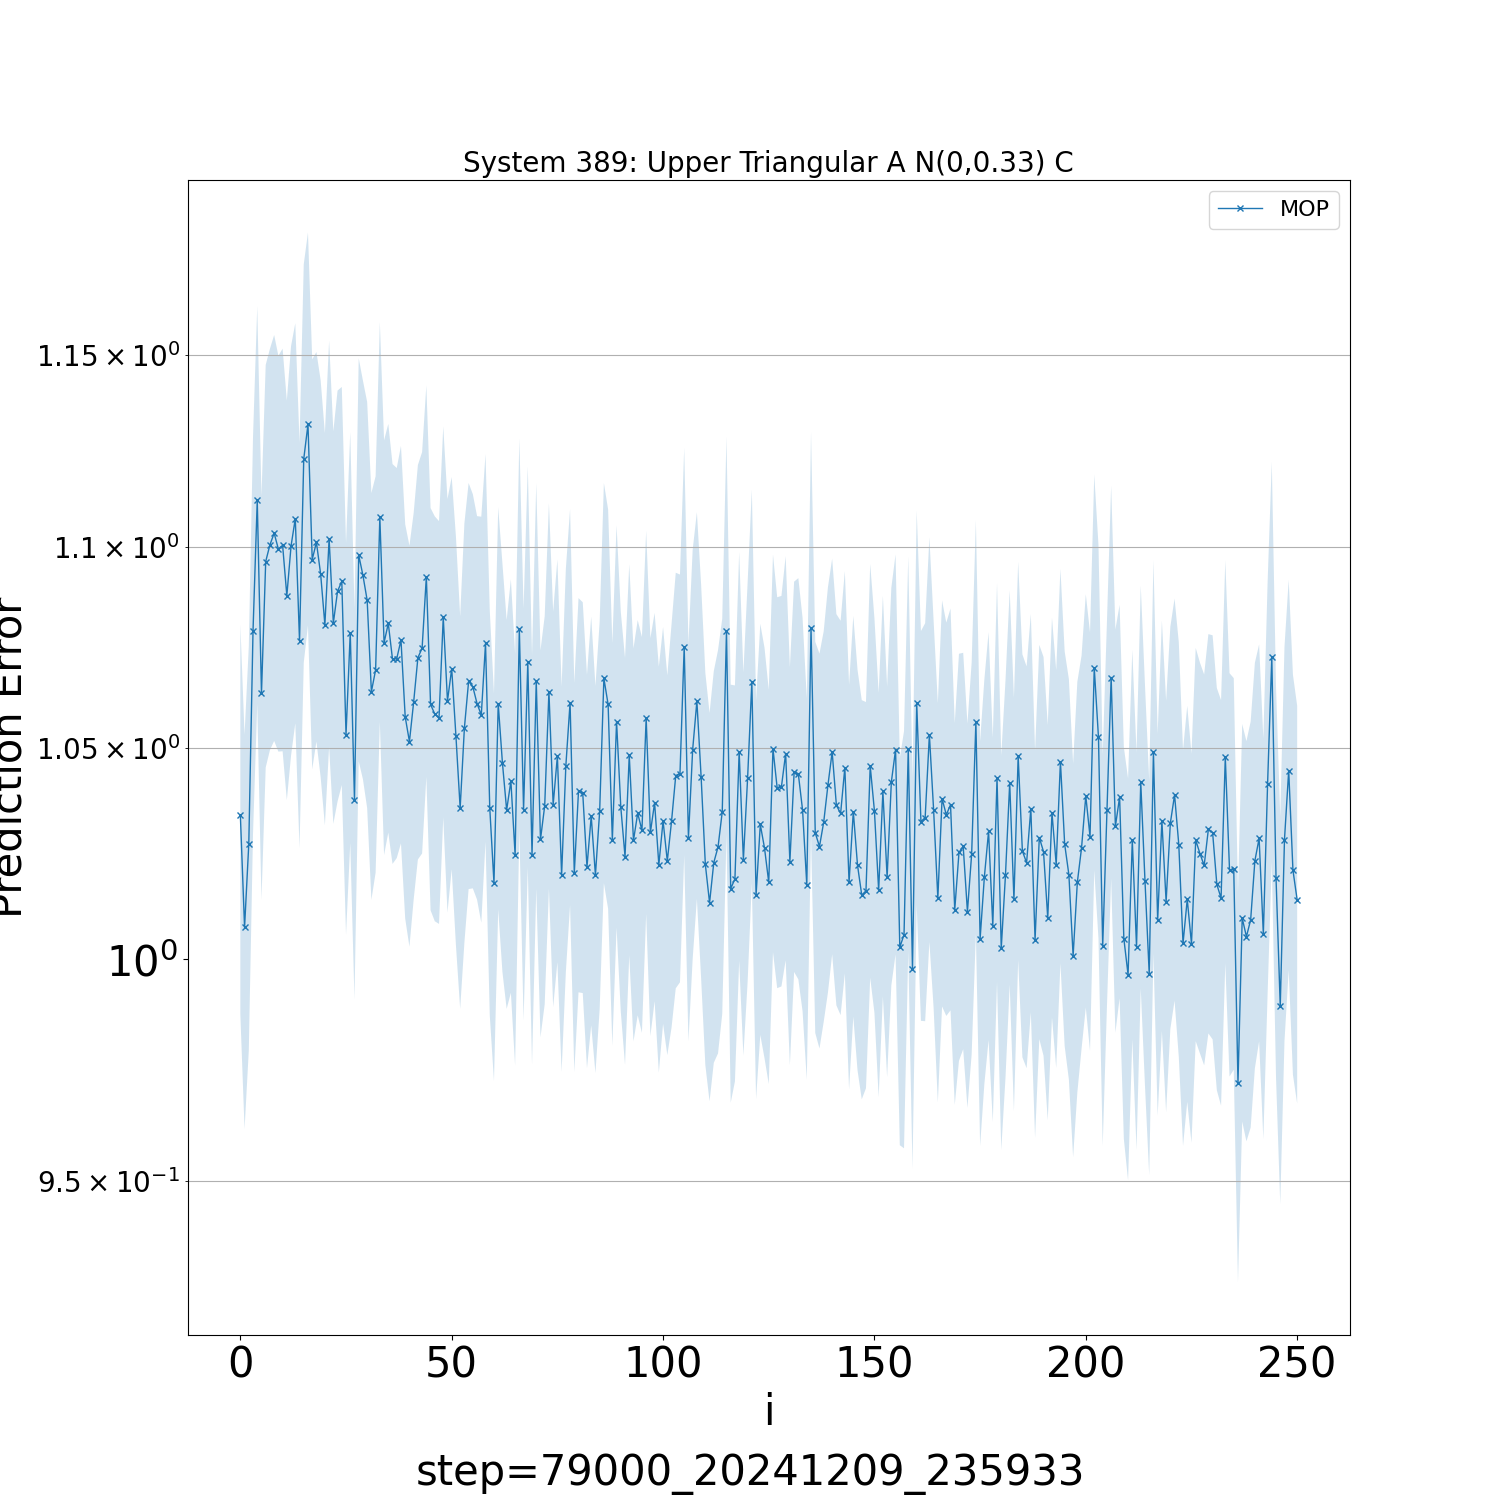 System 389: Upper Triangular A N(0,0.33) C
MOP
1.15 × 10⁰
1.1 × 10⁰
1.05 × 10⁰
10⁰
9.5 × 10⁻¹
Prediction Error
0 50 100 150 200 250
i
step=79000_20241209_235933